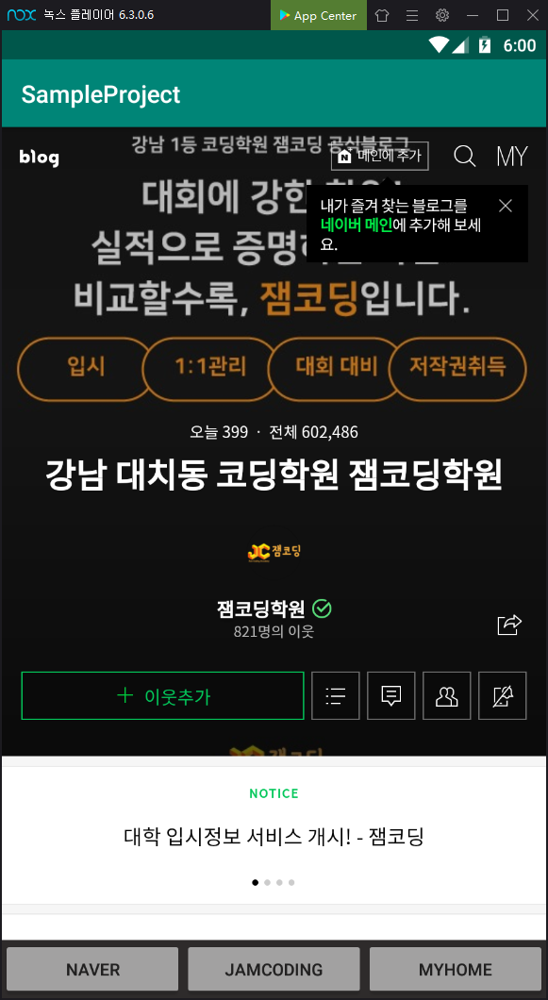 nox 녹스 플레이어 6.3.0.6 App Center
6:00
SampleProject
강남 1등 코딩학원 잼코딩 공식블로그
blog 메인에 추가 MY
대회에 강한
내가 즐겨 찾는 블로그를
네이버 메인에 추가해 보세
요.
실적으로 증명
비교할수록, 잼코딩입니다.
입시 1:1관리 대회 대비 저작권취득
오늘 399 · 전체 602,486
강남 대치동 코딩학원 잼코딩학원
JC 잼코딩
잼코딩학원
821명의 이웃
+ 이웃추가
NOTICE
대학 입시정보 서비스 개시! - 잼코딩
NAVER JAMCODING MYHOME